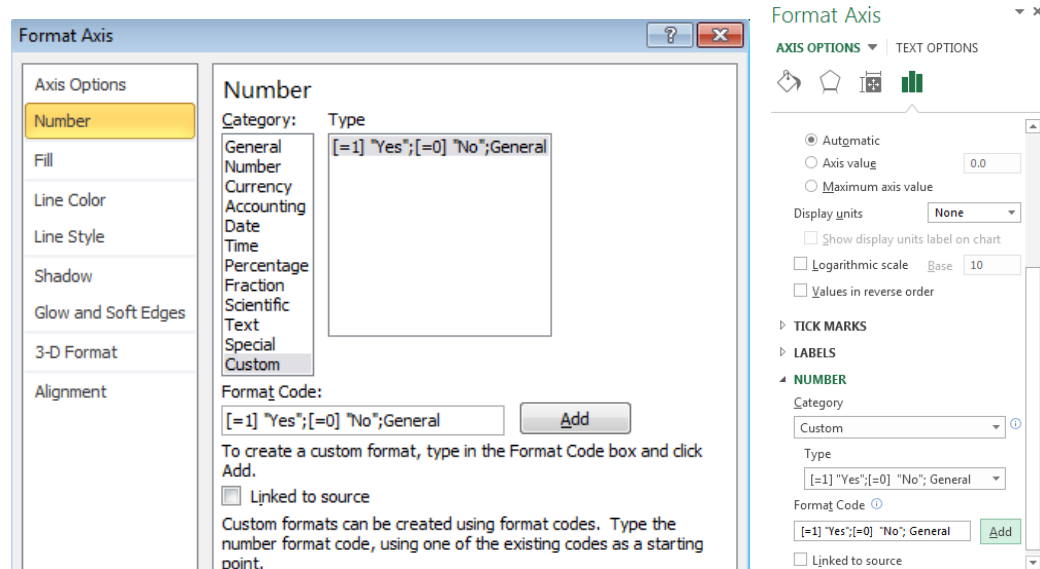 Format Axis
Axis Options
Number
Fill
Line Color
Line Style
Shadow
Glow and Soft Edges
3-D Format
Alignment
Number
Category:
Type
General
Number
Currency
Accounting
Date
Time
Percentage
Fraction
Scientific
Text
Special
Custom
[=1] "Yes";[=0] "No";General
Format Code:
[=1] "Yes";[=0] "No";General
Add
To create a custom format, type in the Format Code box and click
Add.
Linked to source
Custom formats can be created using format codes. Type the
number format code, using one of the existing codes as a starting
point.
Format Axis
AXIS OPTIONS
TEXT OPTIONS
Automatic
Axis value 0.0
Maximum axis value
Display units None
Show display units label on chart
Logarithmic scale Base 10
Values in reverse order
TICK MARKS
LABELS
NUMBER
Category
Custom
Type
[=1] "Yes";[=0] "No"; General
Format Code
[=1] "Yes";[=0] "No"; General
Add
Linked to source